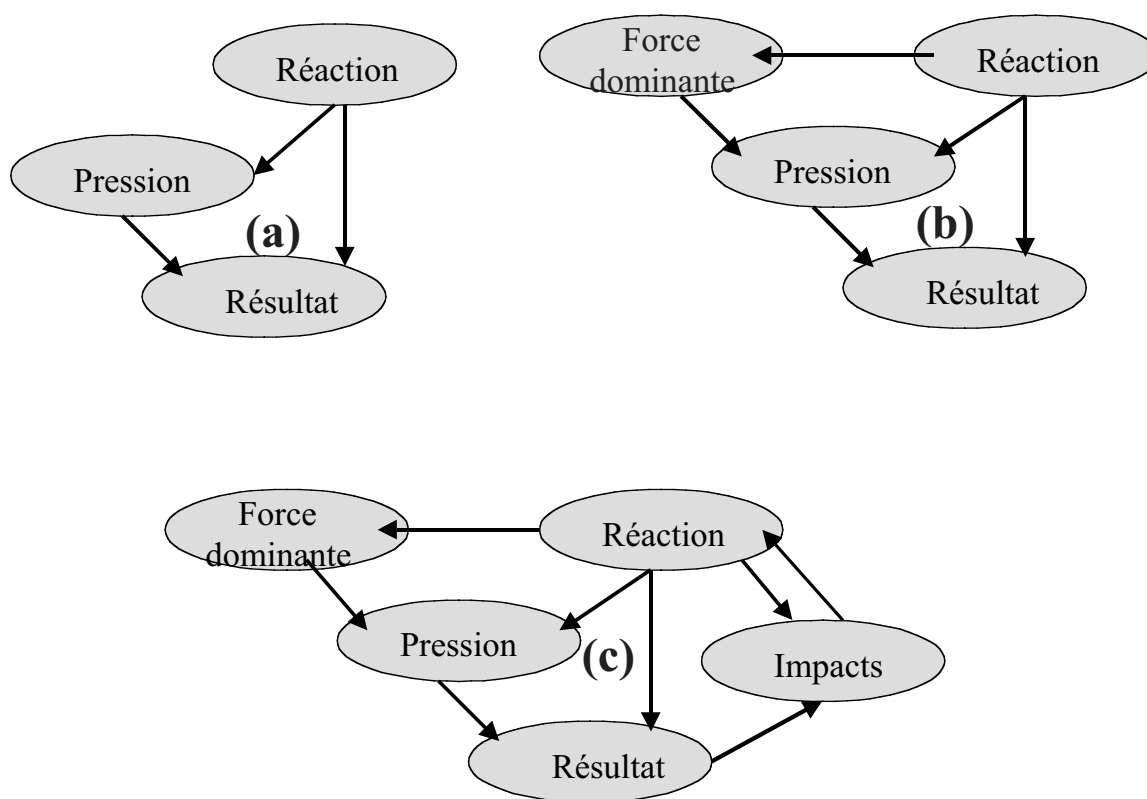 Réaction
Pression
(a)
Résultat
Force
dominante
Réaction
Pression
(b)
Résultat
Force
dominante
Réaction
Pression
(c)
Impacts
Résultat